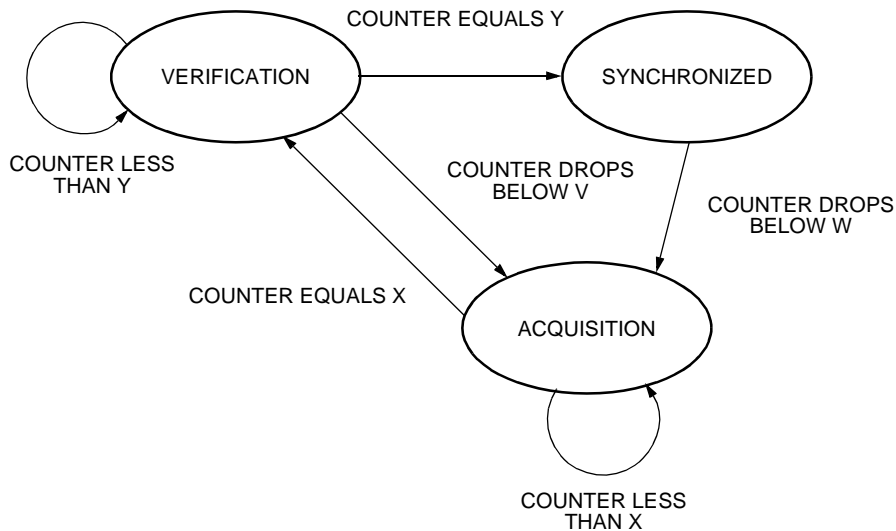 COUNTER EQUALS Y
VERIFICATION
SYNCHRONIZED
COUNTER LESS
THAN Y
COUNTER DROPS
BELOW V
COUNTER DROPS
BELOW W
COUNTER EQUALS X
ACQUISITION
COUNTER LESS
THAN X